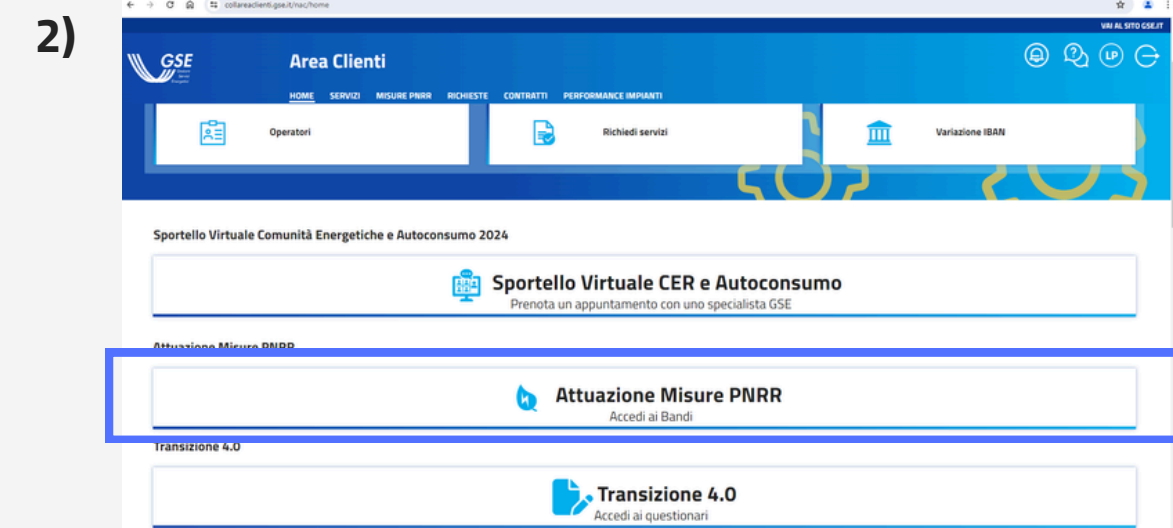 2)
collareaclienti.gse.it/nac/home
VAI AL SITO GSE.IT
GSE
Area Clienti
LP
HOME SERVIZI MISURE PNRR RICHIESTE CONTRATTI PERFORMANCE IMPIANTI
Operatori
Richiedi servizi
Variazione IBAN
Sportello Virtuale Comunità Energetiche e Autoconsumo 2024
Sportello Virtuale CER e Autoconsumo
Prenota un appuntamento con uno specialista GSE
Attuazione Misure PNRR
Attuazione Misure PNRR
Accedi ai Bandi
Transizione 4.0
Transizione 4.0
Accedi ai questionari